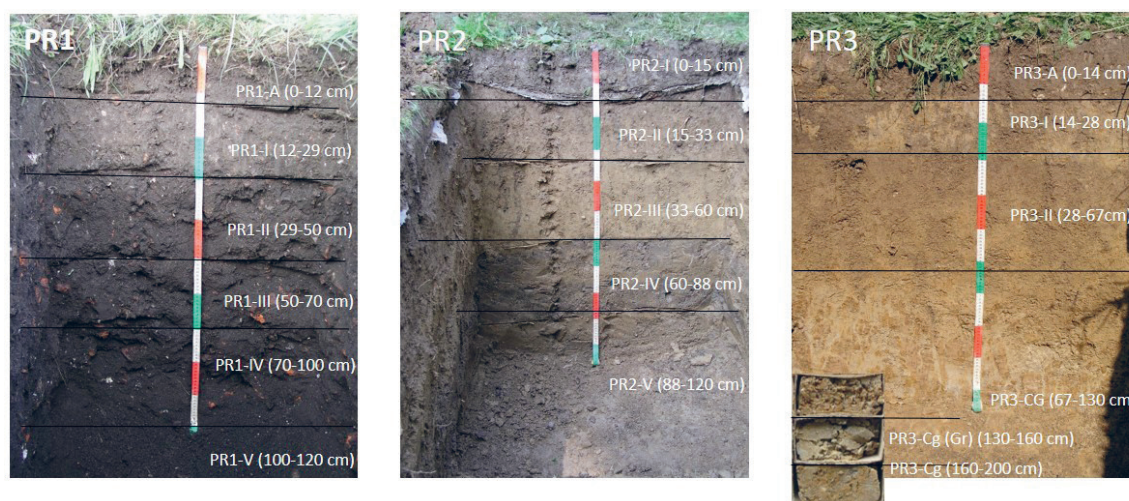 PR1
PR1-A (0-12 cm)
PR1-I (12-29 cm)
PR1-II (29-50 cm)
PR1-III (50-70 cm)
PR1-IV (70-100 cm)
PR1-V (100-120 cm)
PR2
PR2-I (0-15 cm)
PR2-II (15-33 cm)
PR2-III (33-60 cm)
PR2-IV (60-88 cm)
PR2-V (88-120 cm)
PR3
PR3-A (0-14 cm)
PR3-I (14-28 cm)
PR3-II (28-67cm)
PR3-CG (67-130 cm)
PR3-Cg (Gr) (130-160 cm)
PR3-Cg (160-200 cm)